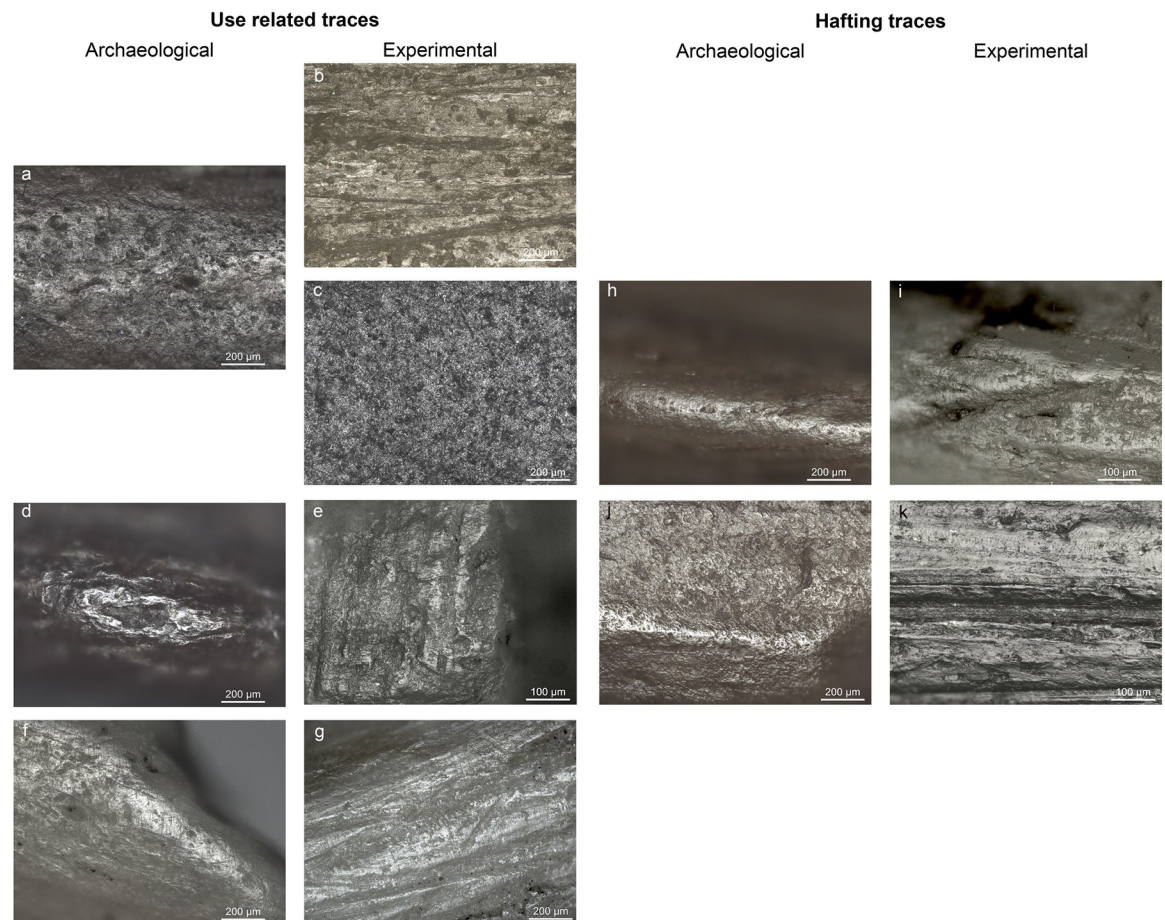 Use related traces
Hafting traces
Archaeological
Experimental
Archaeological
Experimental
b
200 µm
a
200 µm
c
200 µm
h
200 µm
i
100 µm
d
200 µm
e
100 µm
j
200 µm
k
100 µm
f
200 µm
g
200 µm